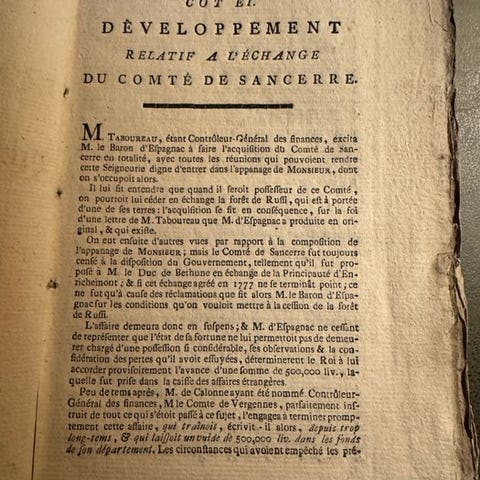 COTE I.
DÉVELOPPEMENT
RELATIF A L'ÉCHANGE
DU COMTÉ DE SANCERRE.
M. TABOUREAU, étant Contrôleur-Général des finances, excita
M. le Baron d'Espagnac à faire l'acquisition du Comté de San-
cerre en totalité, avec toutes les réunions qui pouvoient rendre
cette Seigneurie digne d'entrer dans l'appanage de MONSIEUR, dont
on s'occupoit alors.
Il lui fit entendre que quand il seroit possesseur de ce Comté,
on pourroit lui céder en échange la forêt de Russi, qui est à portée
d'une de ses terres: l'acquisition se fit en conséquence, sur la foi
d'une lettre de M. Taboureau que M. d'Espagnac a produite en ori-
ginal, & qui existe.
On eut ensuite d'autres vues par rapport à la composition de
l'appanage de MONSIEUR; mais le Comté de Sancerre fut toujours
censé à la disposition du Gouvernement, tellement qu'il fut pro-
posé à M. le Duc de Bethune en échange de la Principauté d'En-
richeimont; & si cet échange agréé en 1777 ne se termînat point; ce
ne fut qu'à cause des réclamations que fit alors M. le Baron d'Espa-
gnac sur les conditions qu'on vouloit mettre à la cession de la forêt
de Russi.
L'affaire demeura donc en suspens; & M. d'Espagnac ne cessant
de représenter que l'état de sa fortune ne lui permettoit pas de demeu-
rer chargé d'une possession si considérable, ses observations & la con-
sidération des pertes qu'il avoit essuyées, déterminerent le Roi à lui
accorder provisoirement l'avance d'une somme de 500,000 liv., la-
quelle fut prise dans la caisse des affaires étrangères.
Peu de tems après, M. de Calonne ayant été nommé Contrôleur-
Général des finances, M. le Comte de Vergennes, parfaitement ins-
truit de tout ce qui s'étoit passé à ce sujet, l'engagea à terminer promp-
tement cette affaire, qui traînoit, écrivit-il alors, depuis trop
long-tems, & qui laissoit un vuide de 500,000 liv. dans les fonds
de son département. Les circonstances qui avoient empêché les pré-